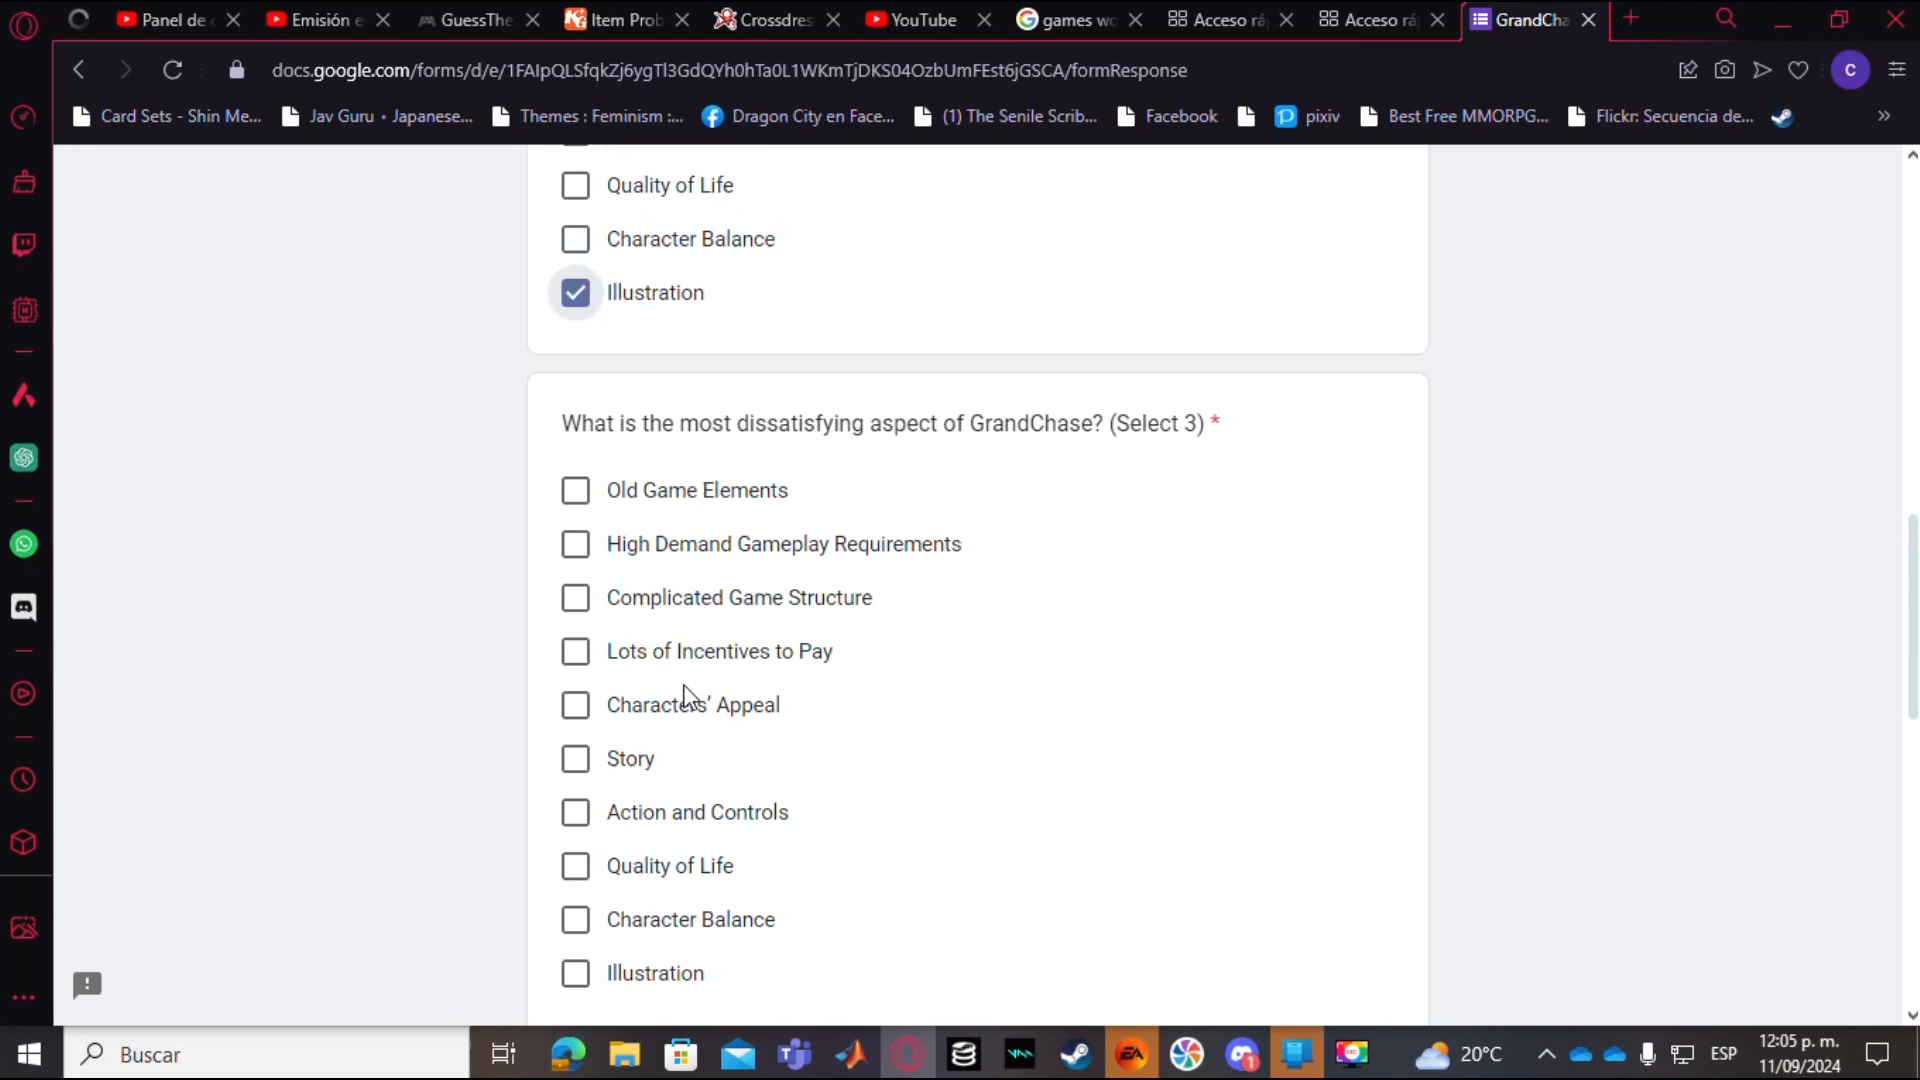 Panel de
Emisión e
GuessThe
Item Prob
Crossdres
YouTube
games wo
Acceso rá
Acceso rá
GrandCha
docs.google.com/forms/d/e/1FAIpQLSfqkZj6ygTl3GdQYh0hTa0L1WKmTjDKS04OzbUmFEst6jGSCA/formResponse
C
Card Sets - Shin Me...
Jav Guru • Japanese...
Themes : Feminism :...
Dragon City en Face...
(1) The Senile Scrib...
Facebook
pixiv
Best Free MMORPG...
Flickr: Secuencia de...
Quality of Life
Character Balance
Illustration
What is the most dissatisfying aspect of GrandChase? (Select 3) *
Old Game Elements
High Demand Gameplay Requirements
Complicated Game Structure
Lots of Incentives to Pay
Characters' Appeal
Story
Action and Controls
Quality of Life
Character Balance
Illustration
Buscar
20°C
ESP
12:05 p. m.
11/09/2024